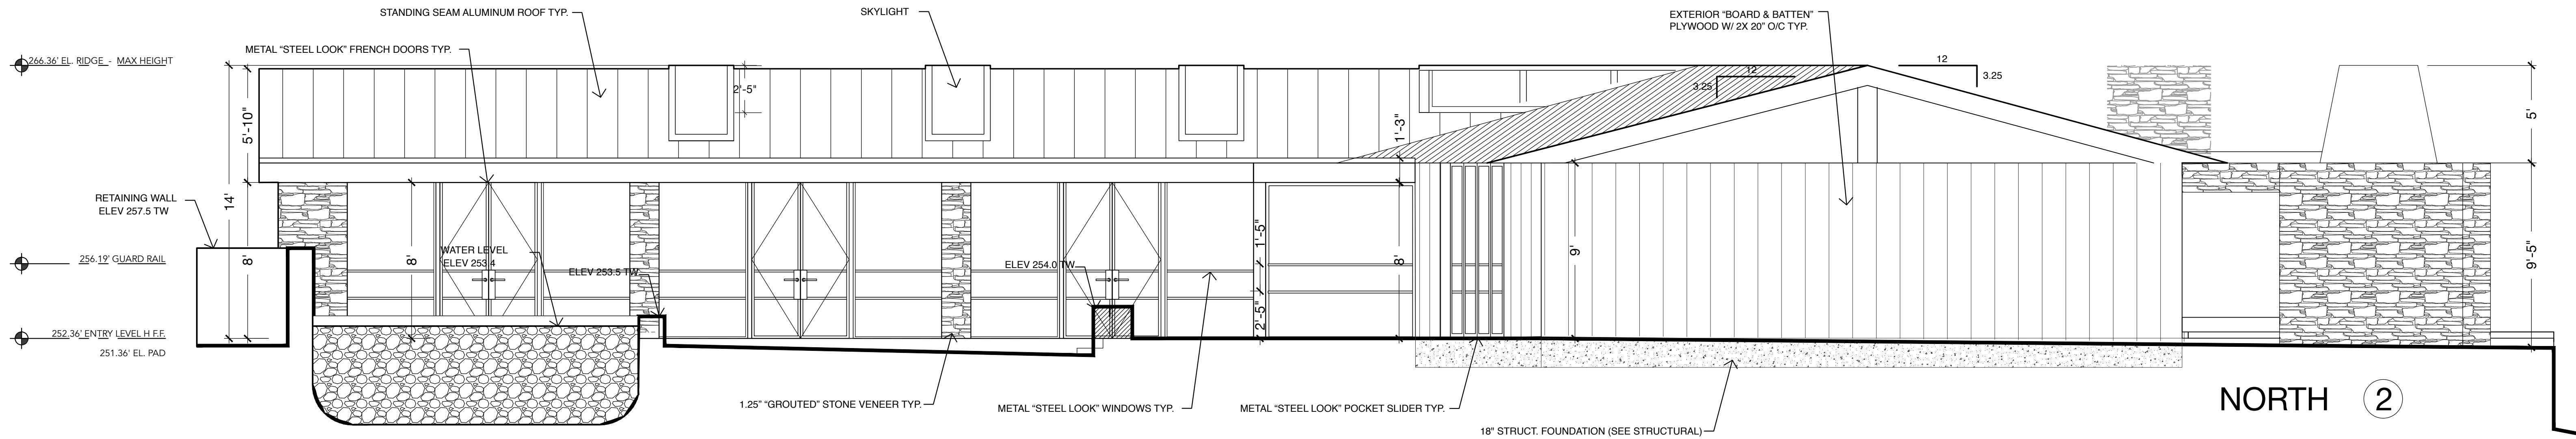 STANDING SEAM ALUMINUM ROOF TYP.
SKYLIGHT
EXTERIOR “BOARD & BATTEN”
PLYWOOD W/ 2X 20" O/C TYP.
METAL “STEEL LOOK” FRENCH DOORS TYP.
266.36' EL. RIDGE - MAX HEIGHT
12
3.25
12
3.25
2'-5"
5'-10"
1'-3"
5'
RETAINING WALL
ELEV 257.5 TW
14'
256.19' GUARD RAIL
8'
8'
WATER LEVEL
ELEV 253.4
ELEV 253.5 TW
ELEV 254.0 TW
1'-5"
8'
9'
9'-5"
2'-5"
252.36' ENTRY LEVEL H F.F.
251.36' EL. PAD
1.25” “GROUTED” STONE VENEER TYP.
METAL “STEEL LOOK” WINDOWS TYP.
METAL “STEEL LOOK” POCKET SLIDER TYP.
18" STRUCT. FOUNDATION (SEE STRUCTURAL)
NORTH 2